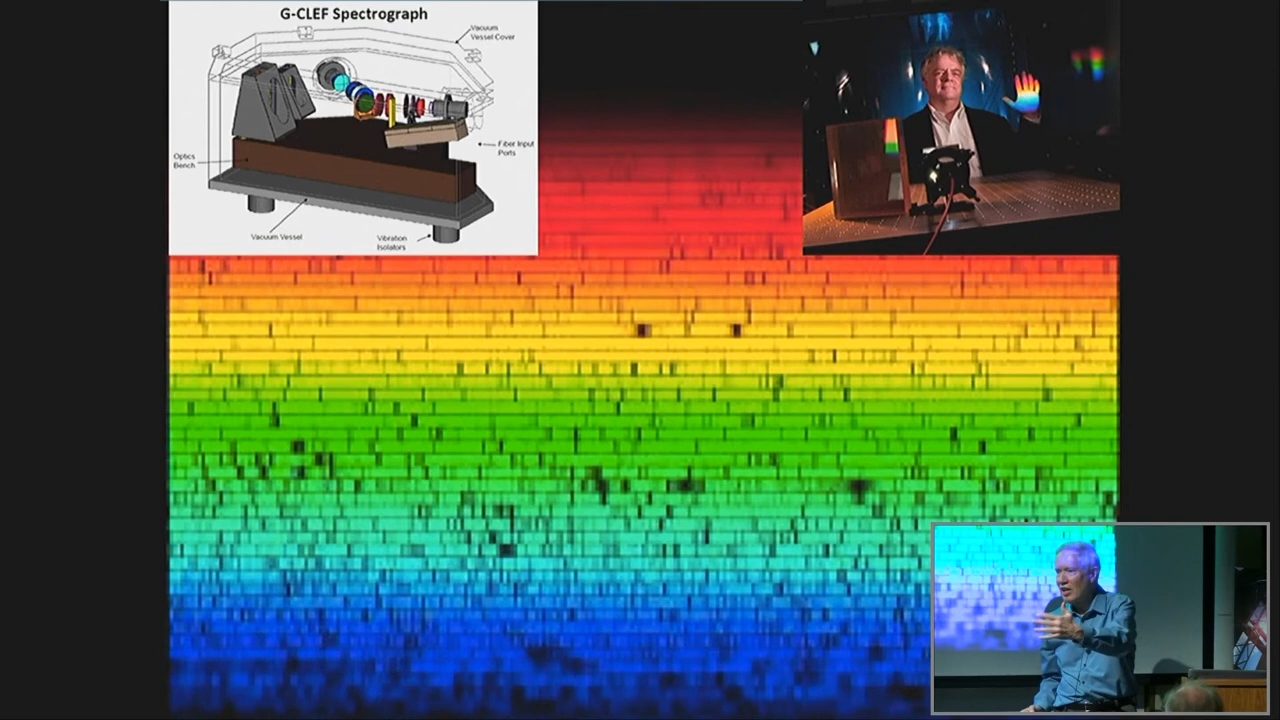 G-CLEF Spectrograph
Vacuum
Vessel Cover
Fiber Input
Ports
Optics
Bench
Vacuum Vessel
Vibration
Isolators